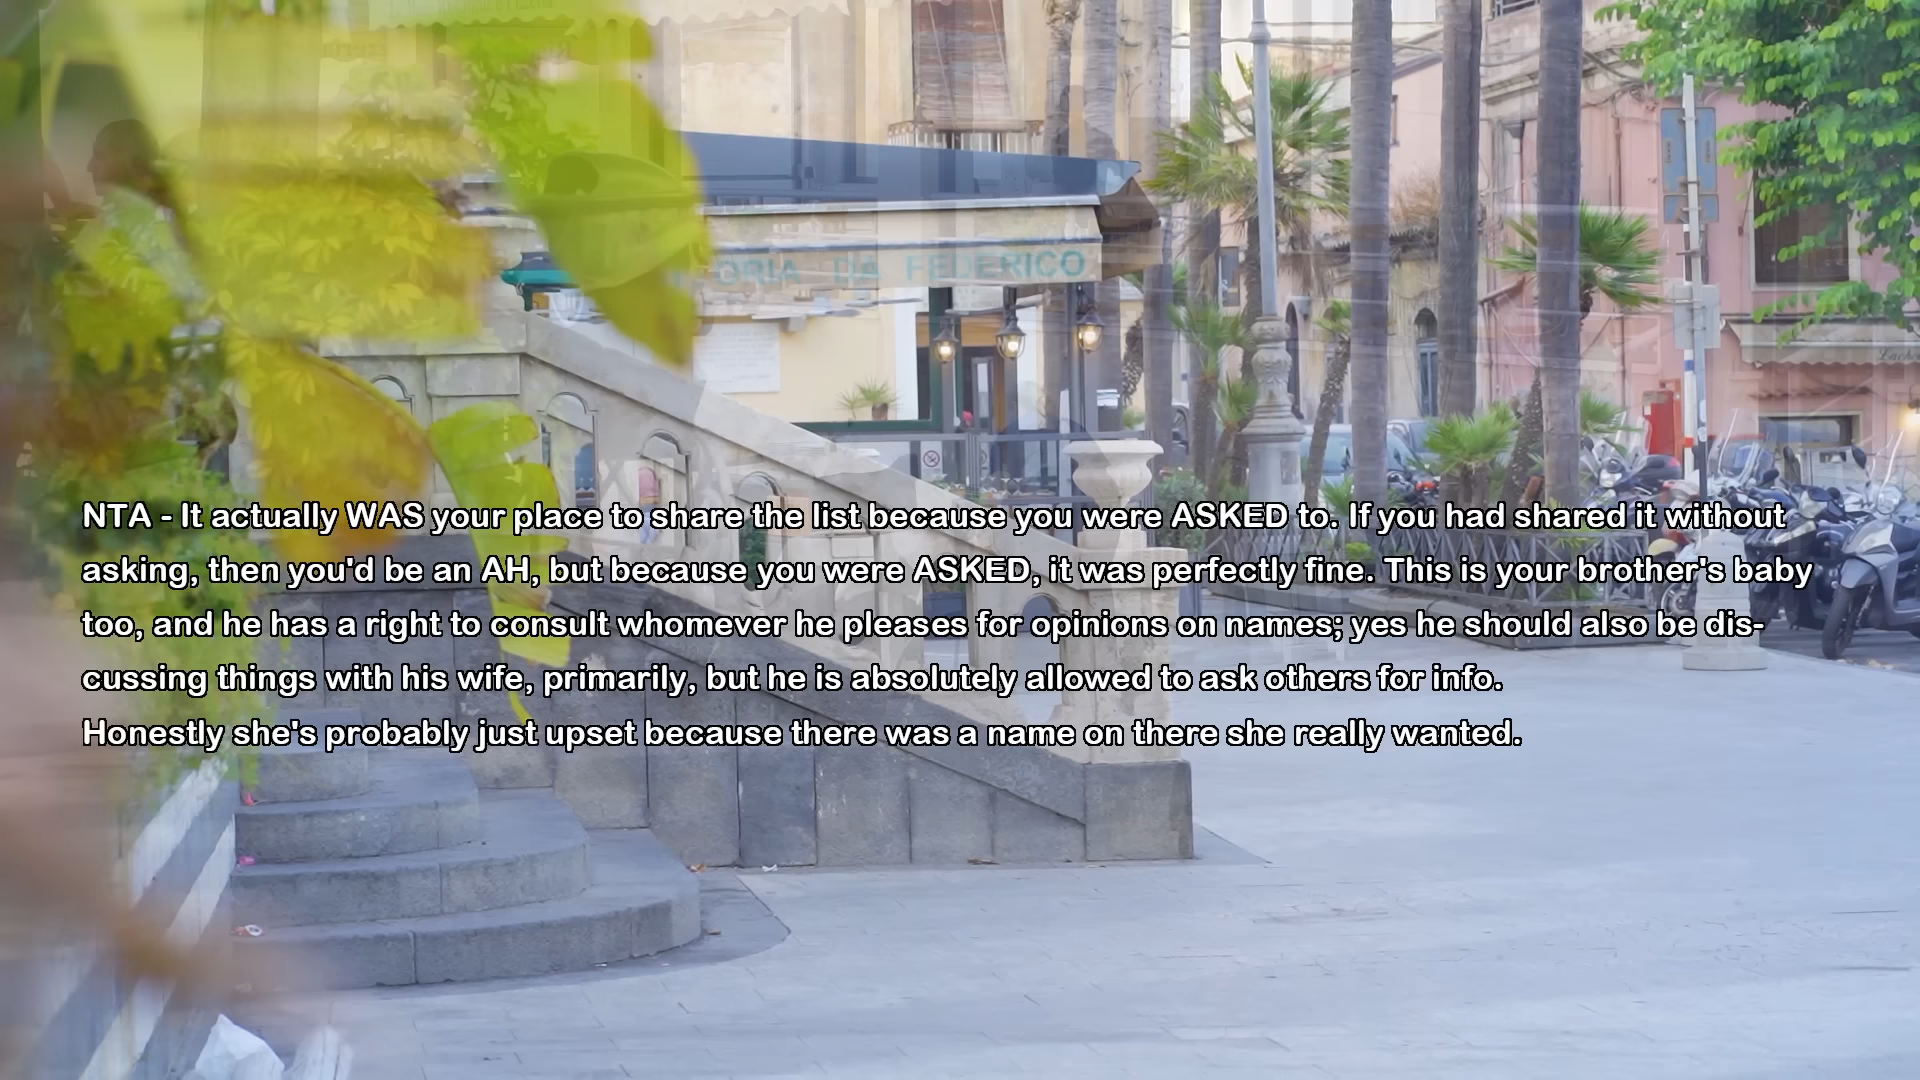 ORIA DA FEDERICO
NTA - It actually WAS your place to share the list because you were ASKED to. If you had shared it without
asking, then you'd be an AH, but because you were ASKED, it was perfectly fine. This is your brother's baby
too, and he has a right to consult whomever he pleases for opinions on names; yes he should also be dis-
cussing things with his wife, primarily, but he is absolutely allowed to ask others for info.
Honestly she's probably just upset because there was a name on there she really wanted.